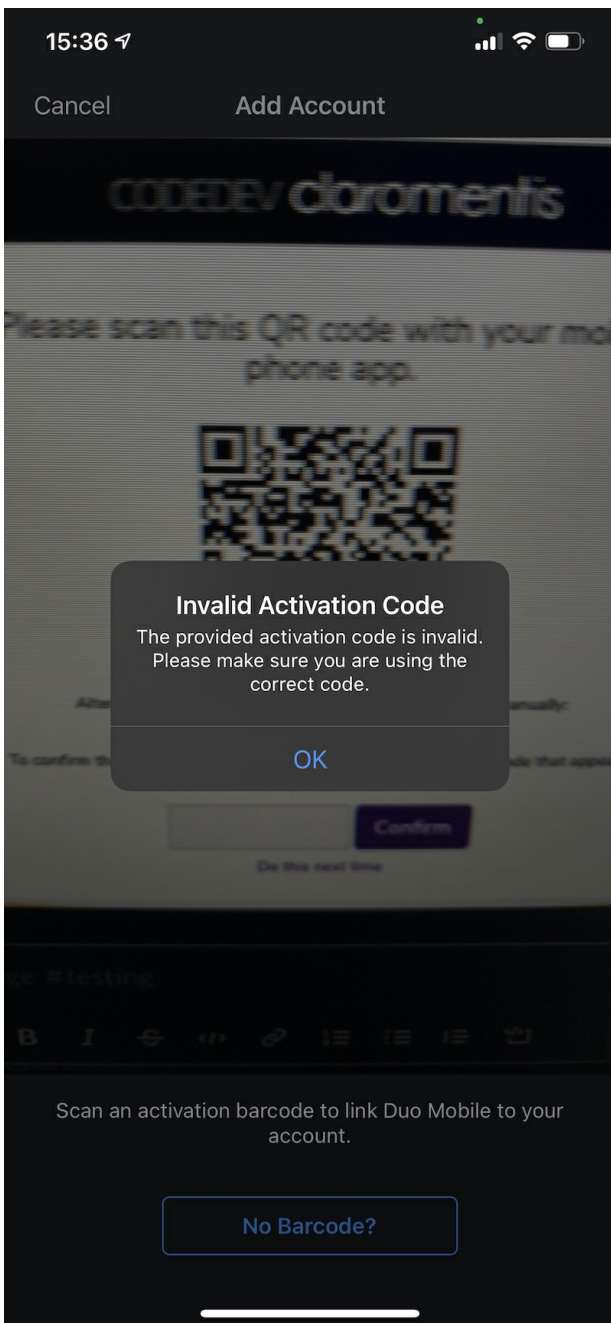 15:36
Cancel
Add Account
CODEDEV claromentis
Please scan this QR code with your
phone app.
Invalid Activation Code
The provided activation code is invalid.
Please make sure you are using the
correct code.
OK
To confirm
Confirm
Do this next time
#testing
B I S </>
Scan an activation barcode to link Duo Mobile to your
account.
No Barcode?